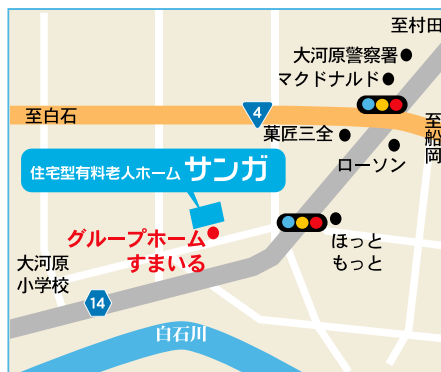 至村田
大河原警察署
マクドナルド
至白石
4
菓匠三全
至船岡
ローソン
住宅型有料老人ホーム サンガ
グループホーム
すまいる
ほっと
もっと
大河原
小学校
14
白石川